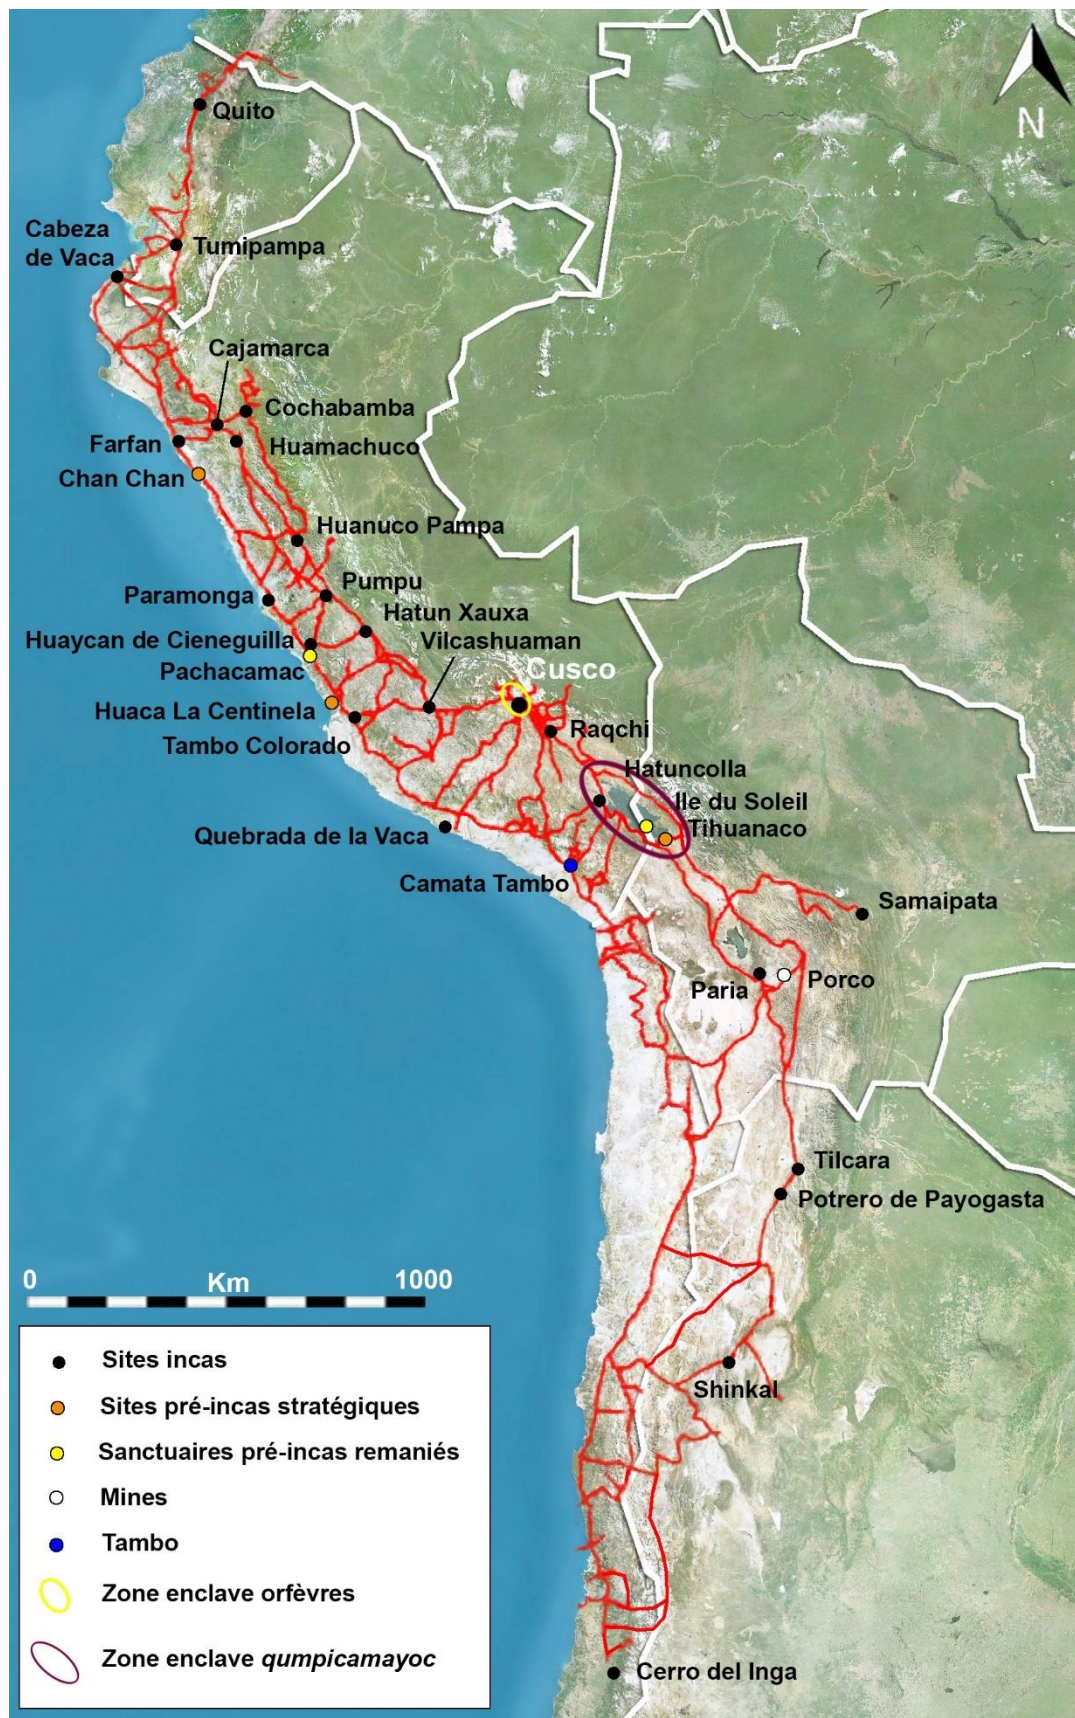 N
Quito
Cabeza
de Vaca
Tumipampa
Cajamarca
Cochabamba
Farfan
Huamachuco
Chan Chan
Huanuco Pampa
Pumpu
Paramonga
Hatun Xauxa
Huaycan de Cieneguilla
Vilcashuaman
Pachacamac
Cusco
Huaca La Centinela
Raqchi
Tambo Colorado
Hatuncolla
Ile du Soleil
Tihuanaco
Quebrada de la Vaca
Camata Tambo
Samaipata
Paria
Porco
Tilcara
Potrero de Payogasta
0 Km 1000
Shinkal
Cerro del Inga
Sites incas
Sites pré-incas stratégiques
Sanctuaires pré-incas remaniés
Mines
Tambo
Zone enclave orfèvres
Zone enclave qumpicamayoc